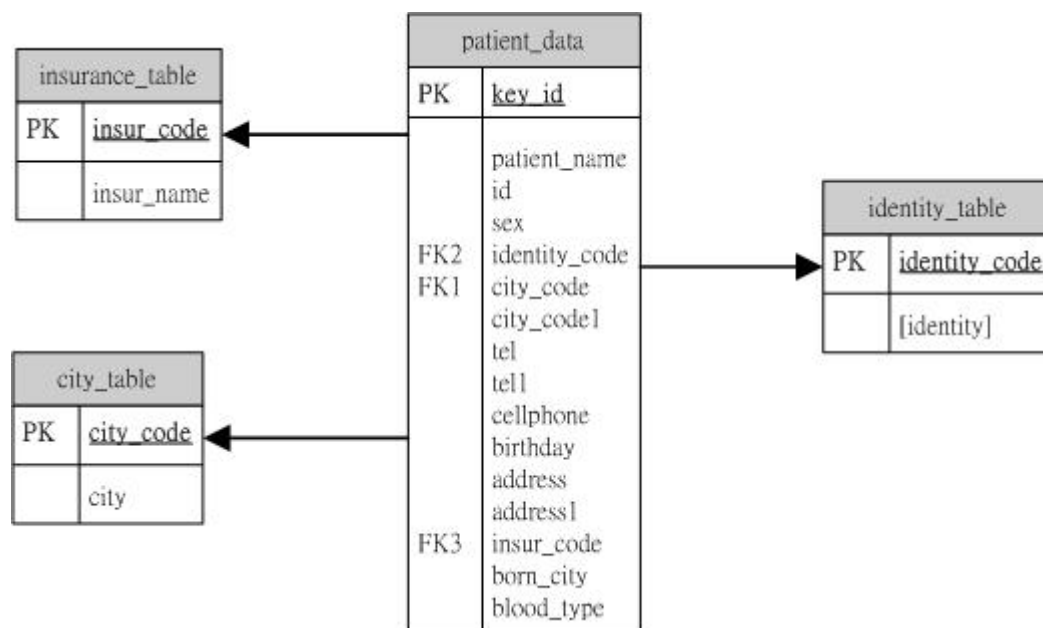 insurance_table
PK insur_code
insur_name
city_table
PK city_code
city
patient_data
PK key_id
patient_name
id
sex
FK2 identity_code
FK1 city_code
city_code1
tel
tel1
cellphone
birthday
address
address1
FK3 insur_code
born_city
blood_type
identity_table
PK identity_code
[identity]